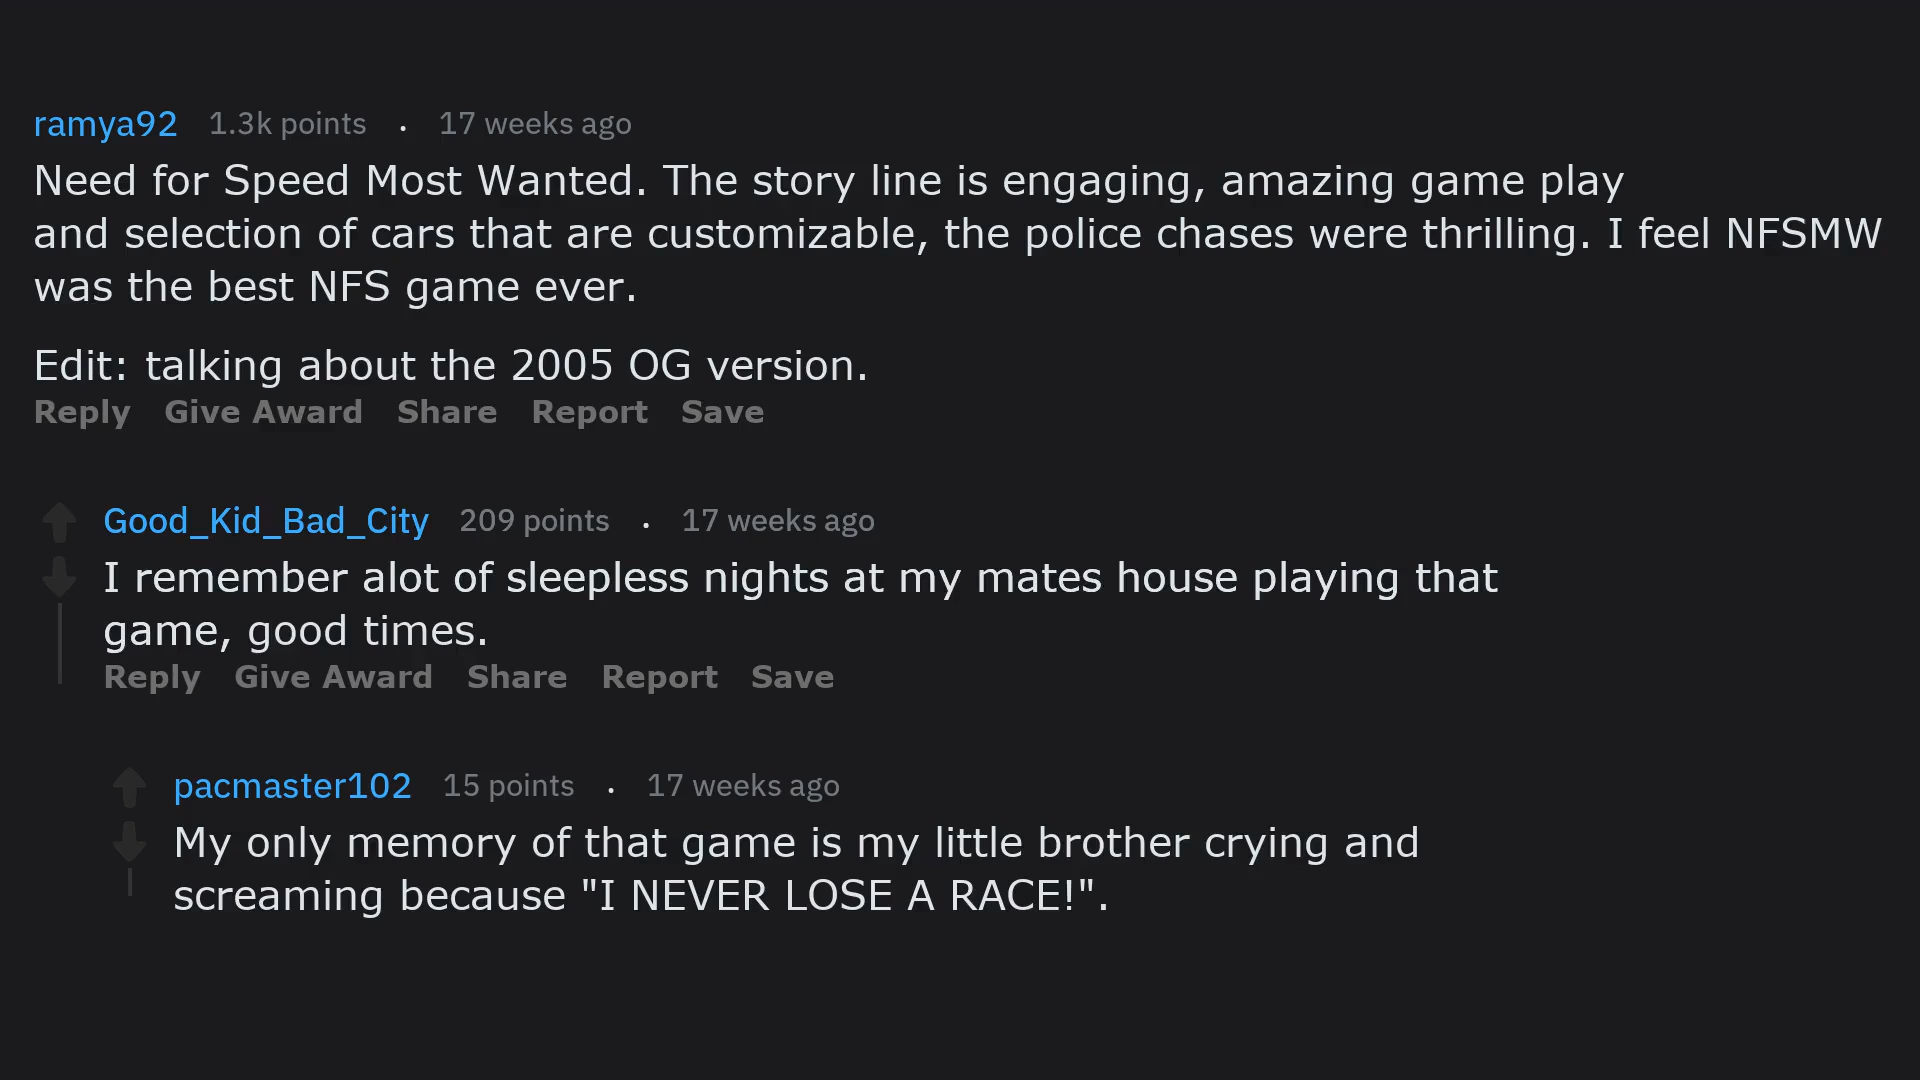 ramya92 1.3k points . 17 weeks ago
Need for Speed Most Wanted. The story line is engaging, amazing game play
and selection of cars that are customizable, the police chases were thrilling. I feel NFSMW
was the best NFS game ever.
Edit: talking about the 2005 OG version.
Reply Give Award Share Report Save
Good_Kid_Bad_City 209 points . 17 weeks ago
I remember alot of sleepless nights at my mates house playing that
game, good times.
Reply Give Award Share Report Save
pacmaster102 15 points . 17 weeks ago
My only memory of that game is my little brother crying and
screaming because "I NEVER LOSE A RACE!".